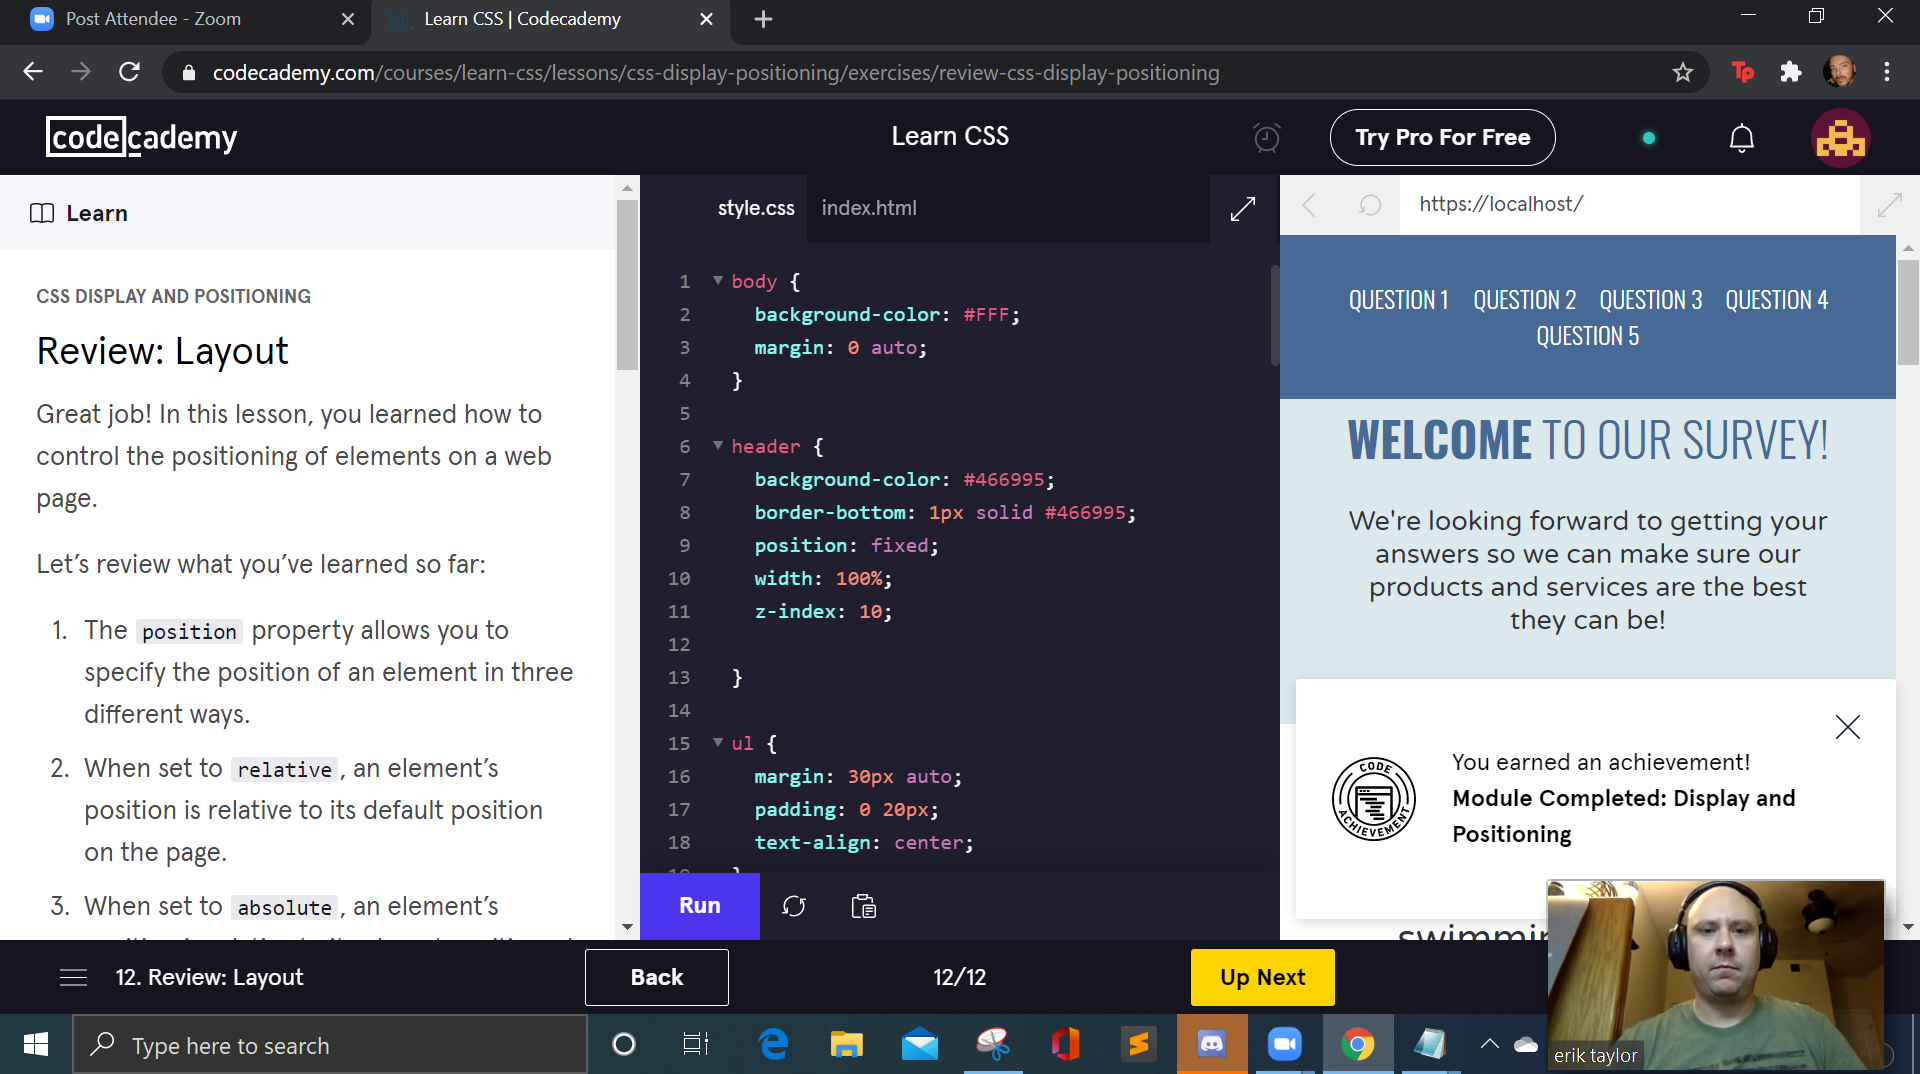 Post Attendee - Zoom
Learn CSS | Codecademy
codecademy.com/courses/learn-css/lessons/css-display-positioning/exercises/review-css-display-positioning
Tp
codecademy
Learn CSS
Try Pro For Free
Learn
CSS DISPLAY AND POSITIONING
Review: Layout
Great job! In this lesson, you learned how to
control the positioning of elements on a web
page.
Let’s review what you’ve learned so far:
1. The position property allows you to
specify the position of an element in three
different ways.
2. When set to relative, an element’s
position is relative to its default position
on the page.
3. When set to absolute, an element’s
style.css
index.html
1 body {
2 background-color: #FFF;
3 margin: 0 auto;
4 }
5
6 header {
7 background-color: #466995;
8 border-bottom: 1px solid #466995;
9 position: fixed;
10 width: 100%;
11 z-index: 10;
12
13 }
14
15 ul {
16 margin: 30px auto;
17 padding: 0 20px;
18 text-align: center;
Run
https://localhost/
QUESTION 1 QUESTION 2 QUESTION 3 QUESTION 4
QUESTION 5
WELCOME TO OUR SURVEY!
We're looking forward to getting your
answers so we can make sure our
products and services are the best
they can be!
CODE
ACHIEVEMENT
You earned an achievement!
Module Completed: Display and
Positioning
12. Review: Layout
Back
12/12
Up Next
Type here to search
erik taylor